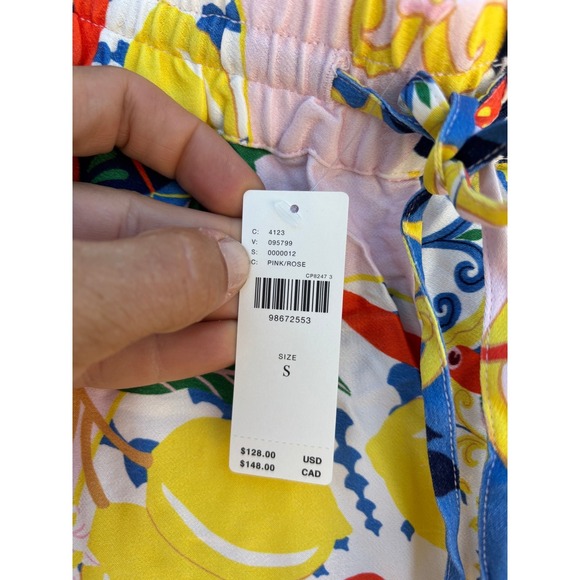 C: 4123
V: 095799
S: 0000012
C: PINK/ROSE
CP8247 3
98672553
SIZE
S
$128.00 USD
$148.00 CAD